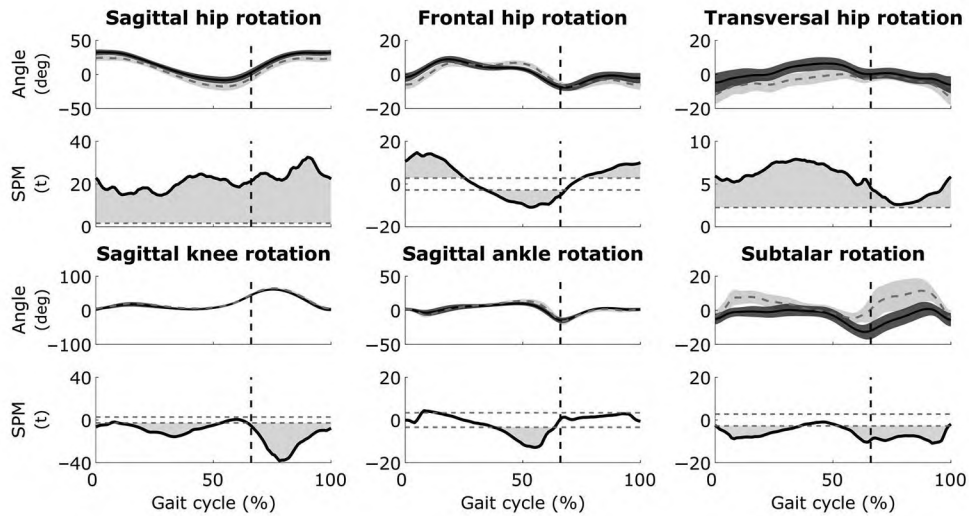 Sagittal hip rotation Frontal hip rotation Transversal hip rotation
Angle (deg) 50 0 −50 20 0 −20 20 0 −20
SPM (t) 40 20 0 20 0 −20 10 5 0
Sagittal knee rotation Sagittal ankle rotation Subtalar rotation
Angle (deg) 100 0 −100 50 0 −50 20 0 −20
SPM (t) 40 0 −40 20 0 −20 20 0 −20
0 50 100 0 50 100 0 50 100
Gait cycle (%) Gait cycle (%) Gait cycle (%)